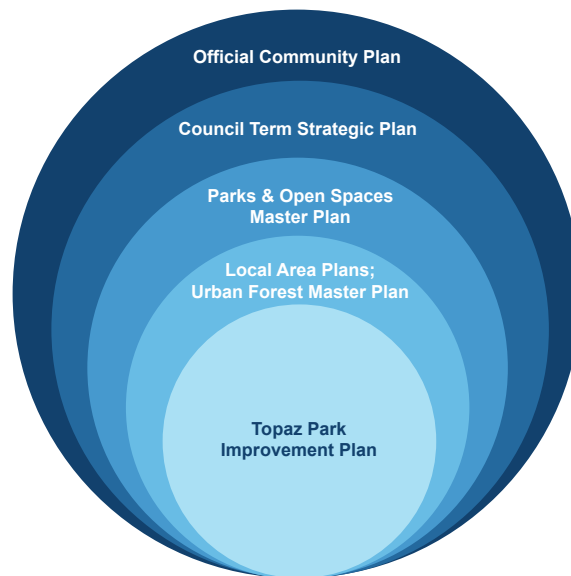 Official Community Plan
Council Term Strategic Plan
Parks & Open Spaces
Master Plan
Local Area Plans;
Urban Forest Master Plan
Topaz Park
Improvement Plan